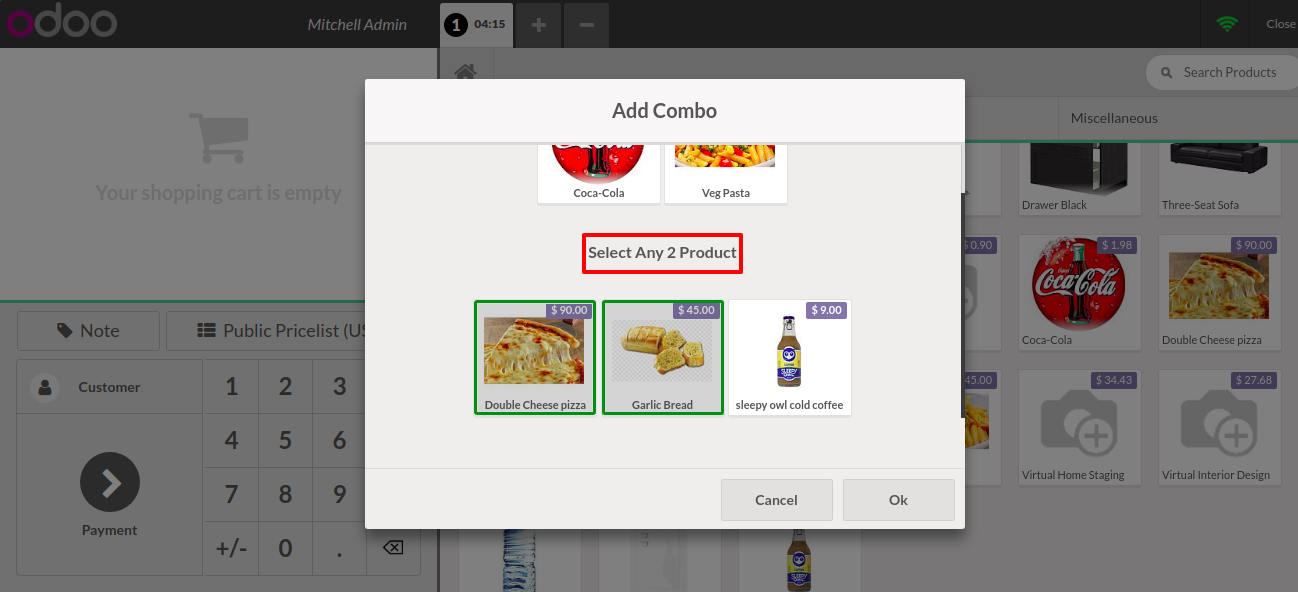 odoo
Mitchell Admin
1 04:15
Close
Search Products
Miscellaneous
Your shopping cart is empty
Note
Public Pricelist (US
Customer
1 2 3
4 5 6
7 8 9
+/- 0 .
Payment
Add Combo
Coca-Cola
Veg Pasta
Select Any 2 Product
$ 90.00
Double Cheese pizza
$ 45.00
Garlic Bread
$ 9.00
sleepy owl cold coffee
Cancel
Ok
Drawer Black
Three-Seat Sofa
$ 0.90
$ 1.98
Coca-Cola
$ 90.00
Double Cheese pizza
45.00
$ 34.43
Virtual Home Staging
$ 27.68
Virtual Interior Design